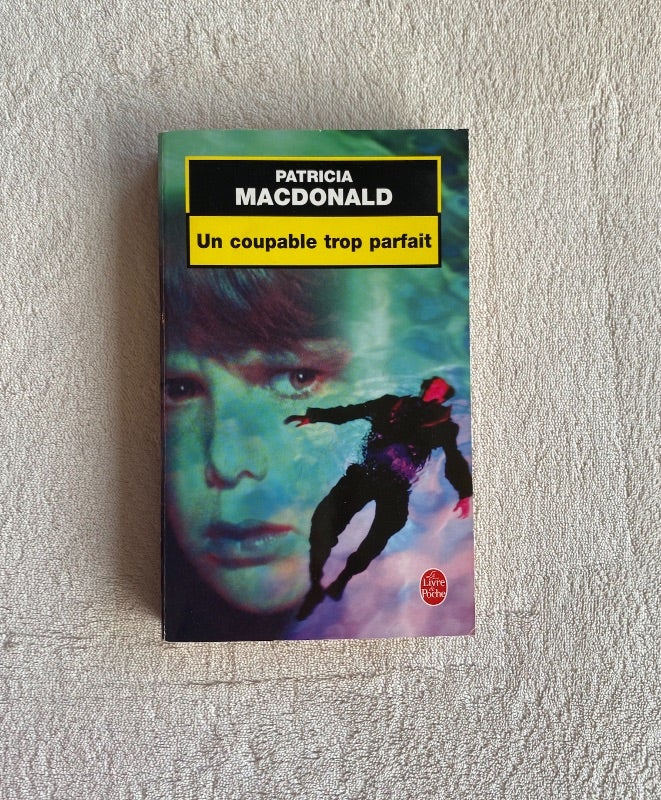 PATRICIA
MACDONALD
Un coupable trop parfait
Le
Livre
de
Poche